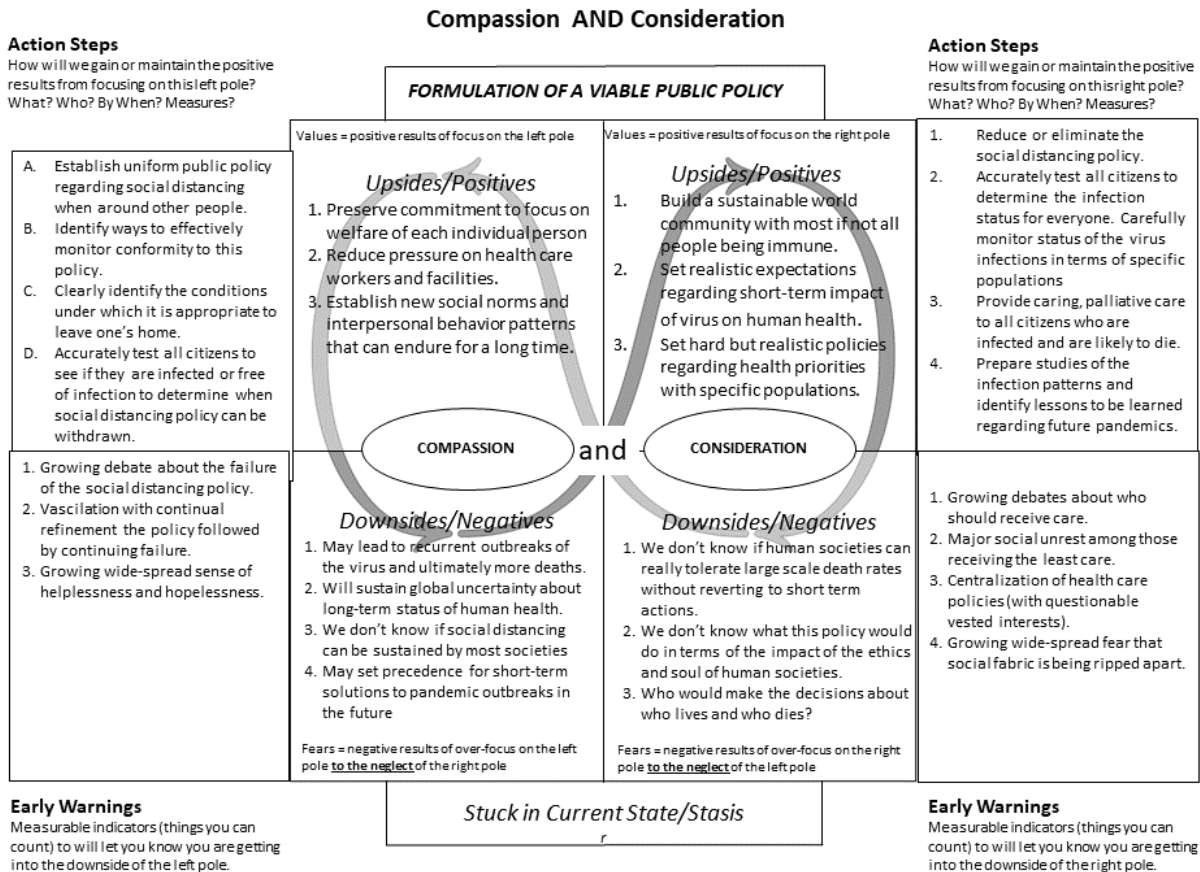 Compassion AND Consideration
Action Steps
How will we gain or maintain the positive
results from focusing on this left pole?
What? Who? By When? Measures?
A. Establish uniform public policy
regarding social distancing
when around other people.
B. Identify ways to effectively
monitor conformity to this
policy.
C. Clearly identify the conditions
under which it is appropriate to
leave one's home.
D. Accurately test all citizens to
see if they are infected or free
of infection to determine when
social distancing policy can be
withdrawn.
1. Growing debate about the failure
of the social distancing policy.
2. Vascilation with continual
refinement the policy followed
by continuing failure.
3. Growing wide-spread sense of
helplessness and hopelessness.
Early Warnings
Measurable indicators (things you can
count) to will let you know you are getting
into the downside of the left pole.
FORMULATION OF A VIABLE PUBLIC POLICY
Values = positive results of focus on the left pole
Upsides/Positives
1. Preserve commitment to focus on
welfare of each individual person
2. Reduce pressure on health care
workers and facilities.
3. Establish new social norms and
interpersonal behavior patterns
that can endure for a long time.
Values = positive results of focus on the right pole
Upsides/Positives
1. Build a sustainable world
community with most if not all
people being immune.
2. Set realistic expectations
regarding short-term impact
of virus on human health.
3. Set hard but realistic policies
regarding health priorities
with specific populations.
COMPASSION and CONSIDERATION
Downsides/Negatives
1. May lead to recurrent outbreaks of
the virus and ultimately more deaths.
2. Will sustain global uncertainty about
long-term status of human health.
3. We don't know if social distancing
can be sustained by most societies
4. May set precedence for short-term
solutions to pandemic outbreaks in
the future
Fears = negative results of over-focus on the left
pole to the neglect of the right pole
Downsides/Negatives
1. We don't know if human societies can
really tolerate large scale death rates
without reverting to short term
actions.
2. We don't know what this policy would
do in terms of the impact of the ethics
and soul of human societies.
3. Who would make the decisions about
who lives and who dies?
Fears = negative results of over-focus on the right
pole to the neglect of the left pole
Stuck in Current State/Stasis
r
Action Steps
How will we gain or maintain the positive
results from focusing on this right pole?
What? Who? By When? Measures?
1. Reduce or eliminate the
social distancing policy.
2. Accurately test all citizens to
determine the infection
status for everyone. Carefully
monitor status of the virus
infections in terms of specific
populations
3. Provide caring, palliative care
to all citizens who are
infected and are likely to die.
4. Prepare studies of the
infection patterns and
identify lessons to be learned
regarding future pandemics.
1. Growing debates about who
should receive care.
2. Major social unrest among those
receiving the least care.
3. Centralization of health care
policies (with questionable
vested interests).
4. Growing wide-spread fear that
social fabric is being ripped apart.
Early Warnings
Measurable indicators (things you can
count) to will let you know you are getting
into the downside of the right pole.